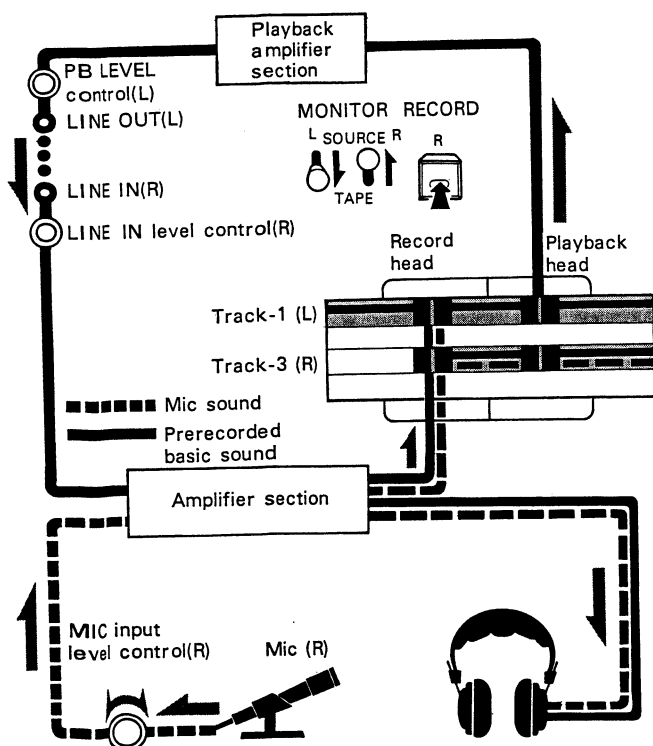 Playback
amplifier
section
PB LEVEL
control(L)
LINE OUT(L)
LINE IN(R)
LINE IN level control(R)
MONITOR RECORD
L SOURCE R
R
TAPE
Record
head
Playback
head
Track-1 (L)
Track-3 (R)
Mic sound
Prerecorded
basic sound
Amplifier section
MIC input
level control(R)
Mic (R)